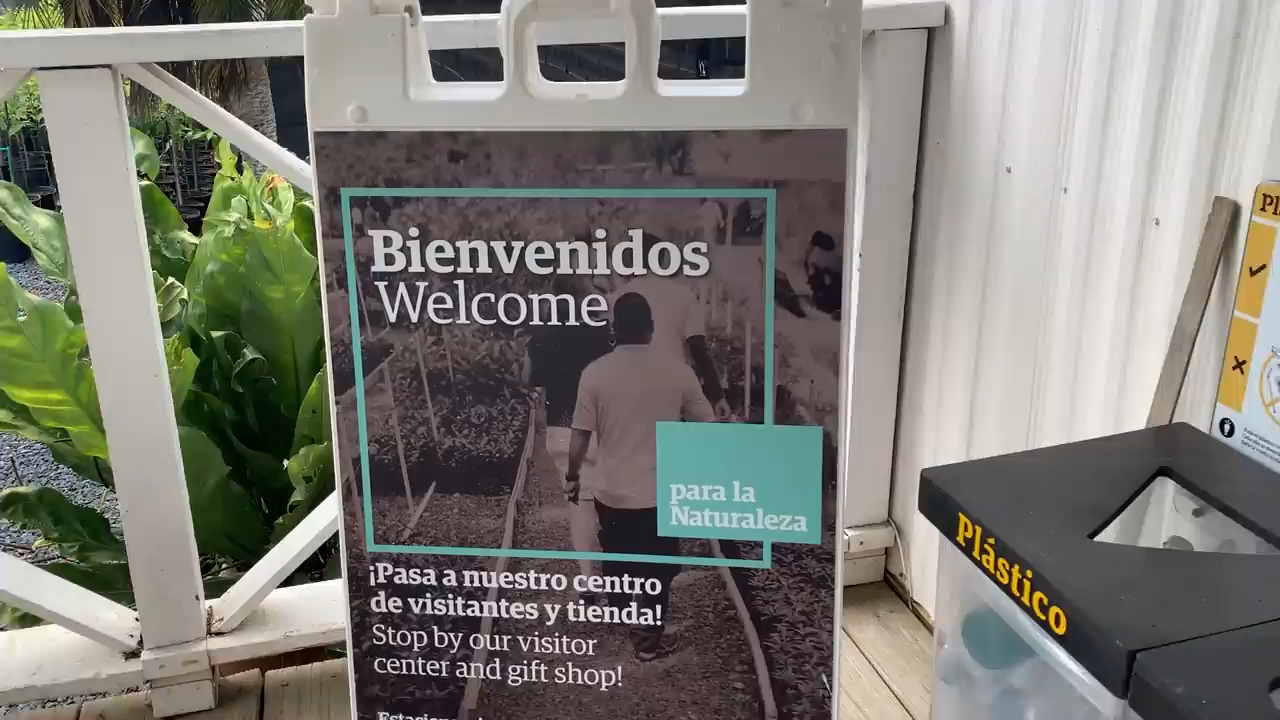 Bienvenidos
Welcome
para la
Naturaleza
¡Pasa a nuestro centro
de visitantes y tienda!
Stop by our visitor
center and gift shop!
Plástico